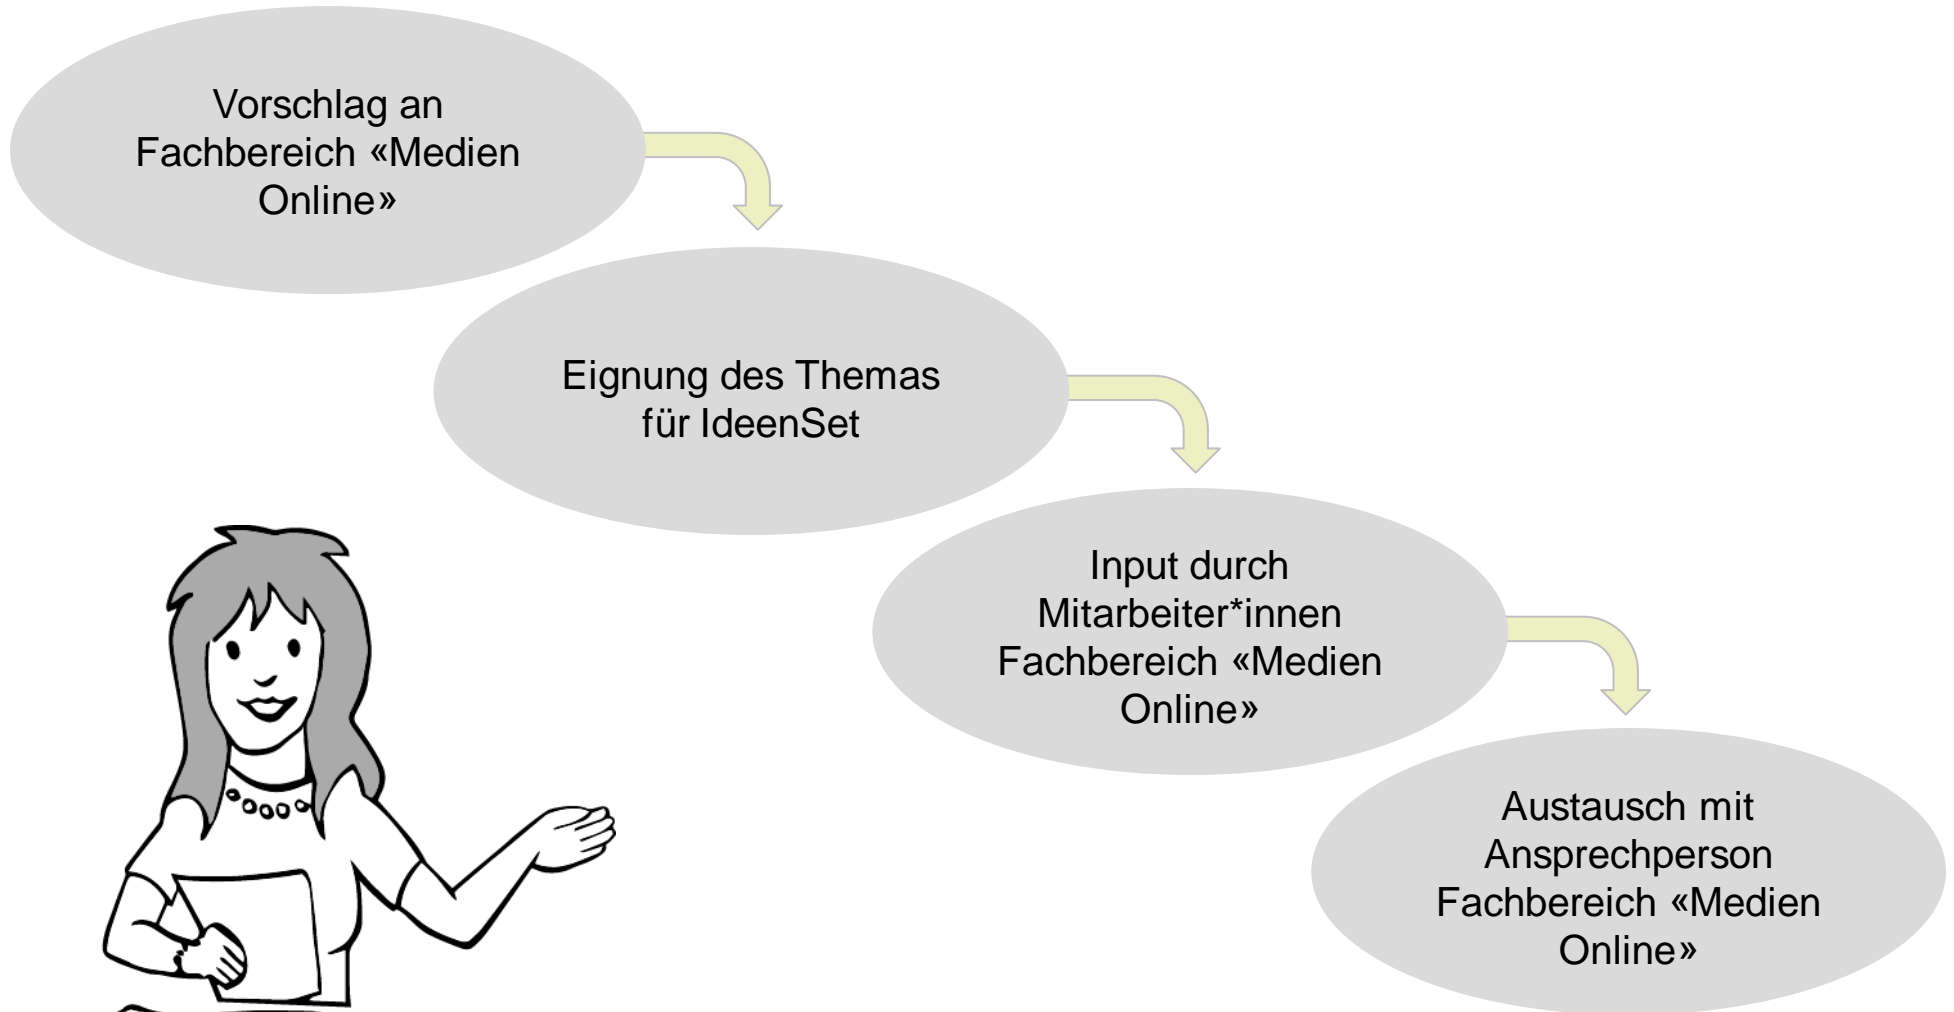 Vorschlag an
Fachbereich «Medien
Online»
Eignung des Themas
für IdeenSet
Input durch
Mitarbeiter*innen
Fachbereich «Medien
Online»
Austausch mit
Ansprechperson
Fachbereich «Medien
Online»